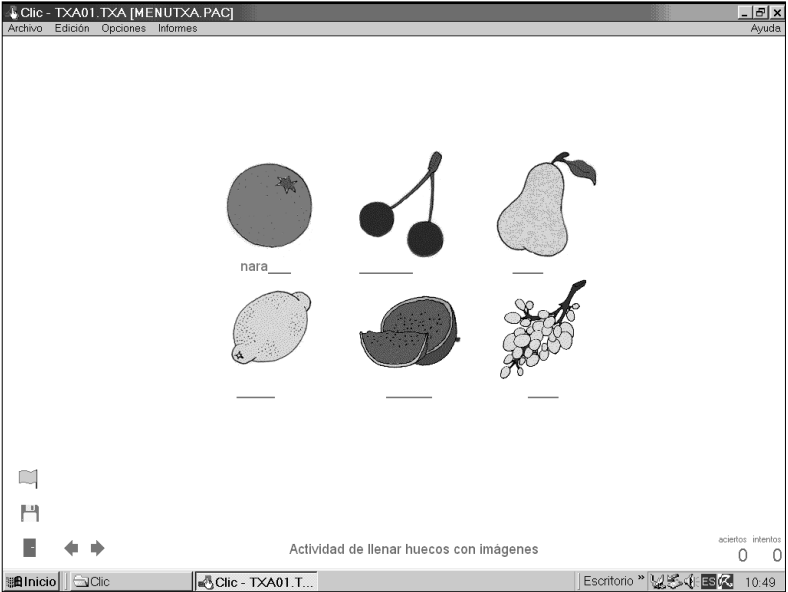 Clic - TXA01.TXA [MENUTXA.PAC]
Archivo Edición Opciones Informes Ayuda
nara___
Actividad de llenar huecos con imágenes
aciertos intentos
0 0
Inicio Clic Clic - TXA01.T... Escritorio » ES 10:49